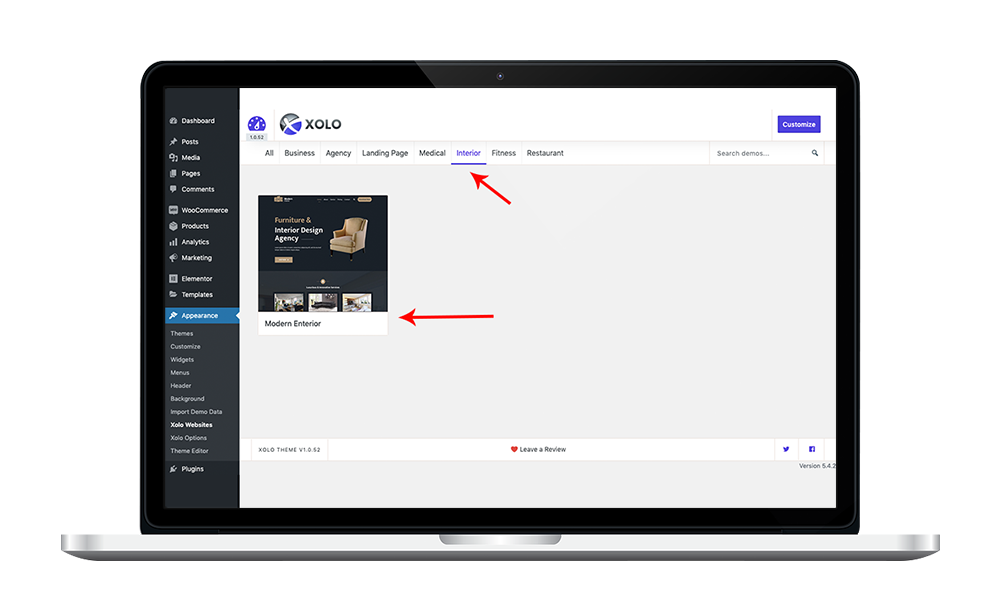 Dashboard
Posts
Media
Pages
Comments
WooCommerce
Products
Analytics
Marketing
Elementor
Templates
Appearance
Themes
Customize
Widgets
Menus
Header
Background
Import Demo Data
Xolo Websites
Xolo Options
Theme Editor
Plugins
1.0.52
XOLO
Customize
All Business Agency Landing Page Medical Interior Fitness Restaurant
Search demos...
Furniture &
Interior Design
Agency
Modern Enterior
XOLO THEME V1.0.52
Leave a Review
Version 5.4.2